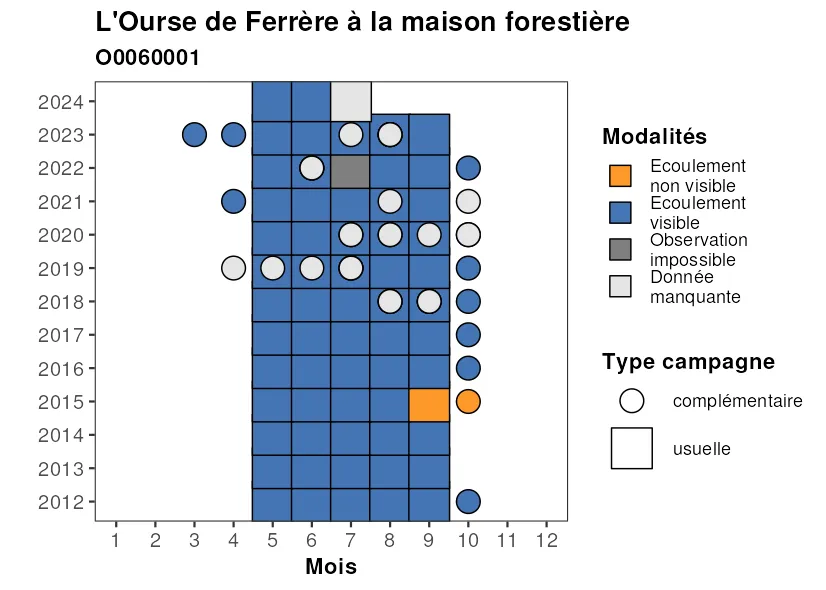 L'Ourse de Ferrère à la maison forestière
O0060001
2024
2023
2022
2021
2020
2019
2018
2017
2016
2015
2014
2013
2012
1 2 3 4 5 6 7 8 9 10 11 12
Mois
Modalités
Ecoulement
non visible
Ecoulement
visible
Observation
impossible
Donnée
manquante
Type campagne
complémentaire
usuelle